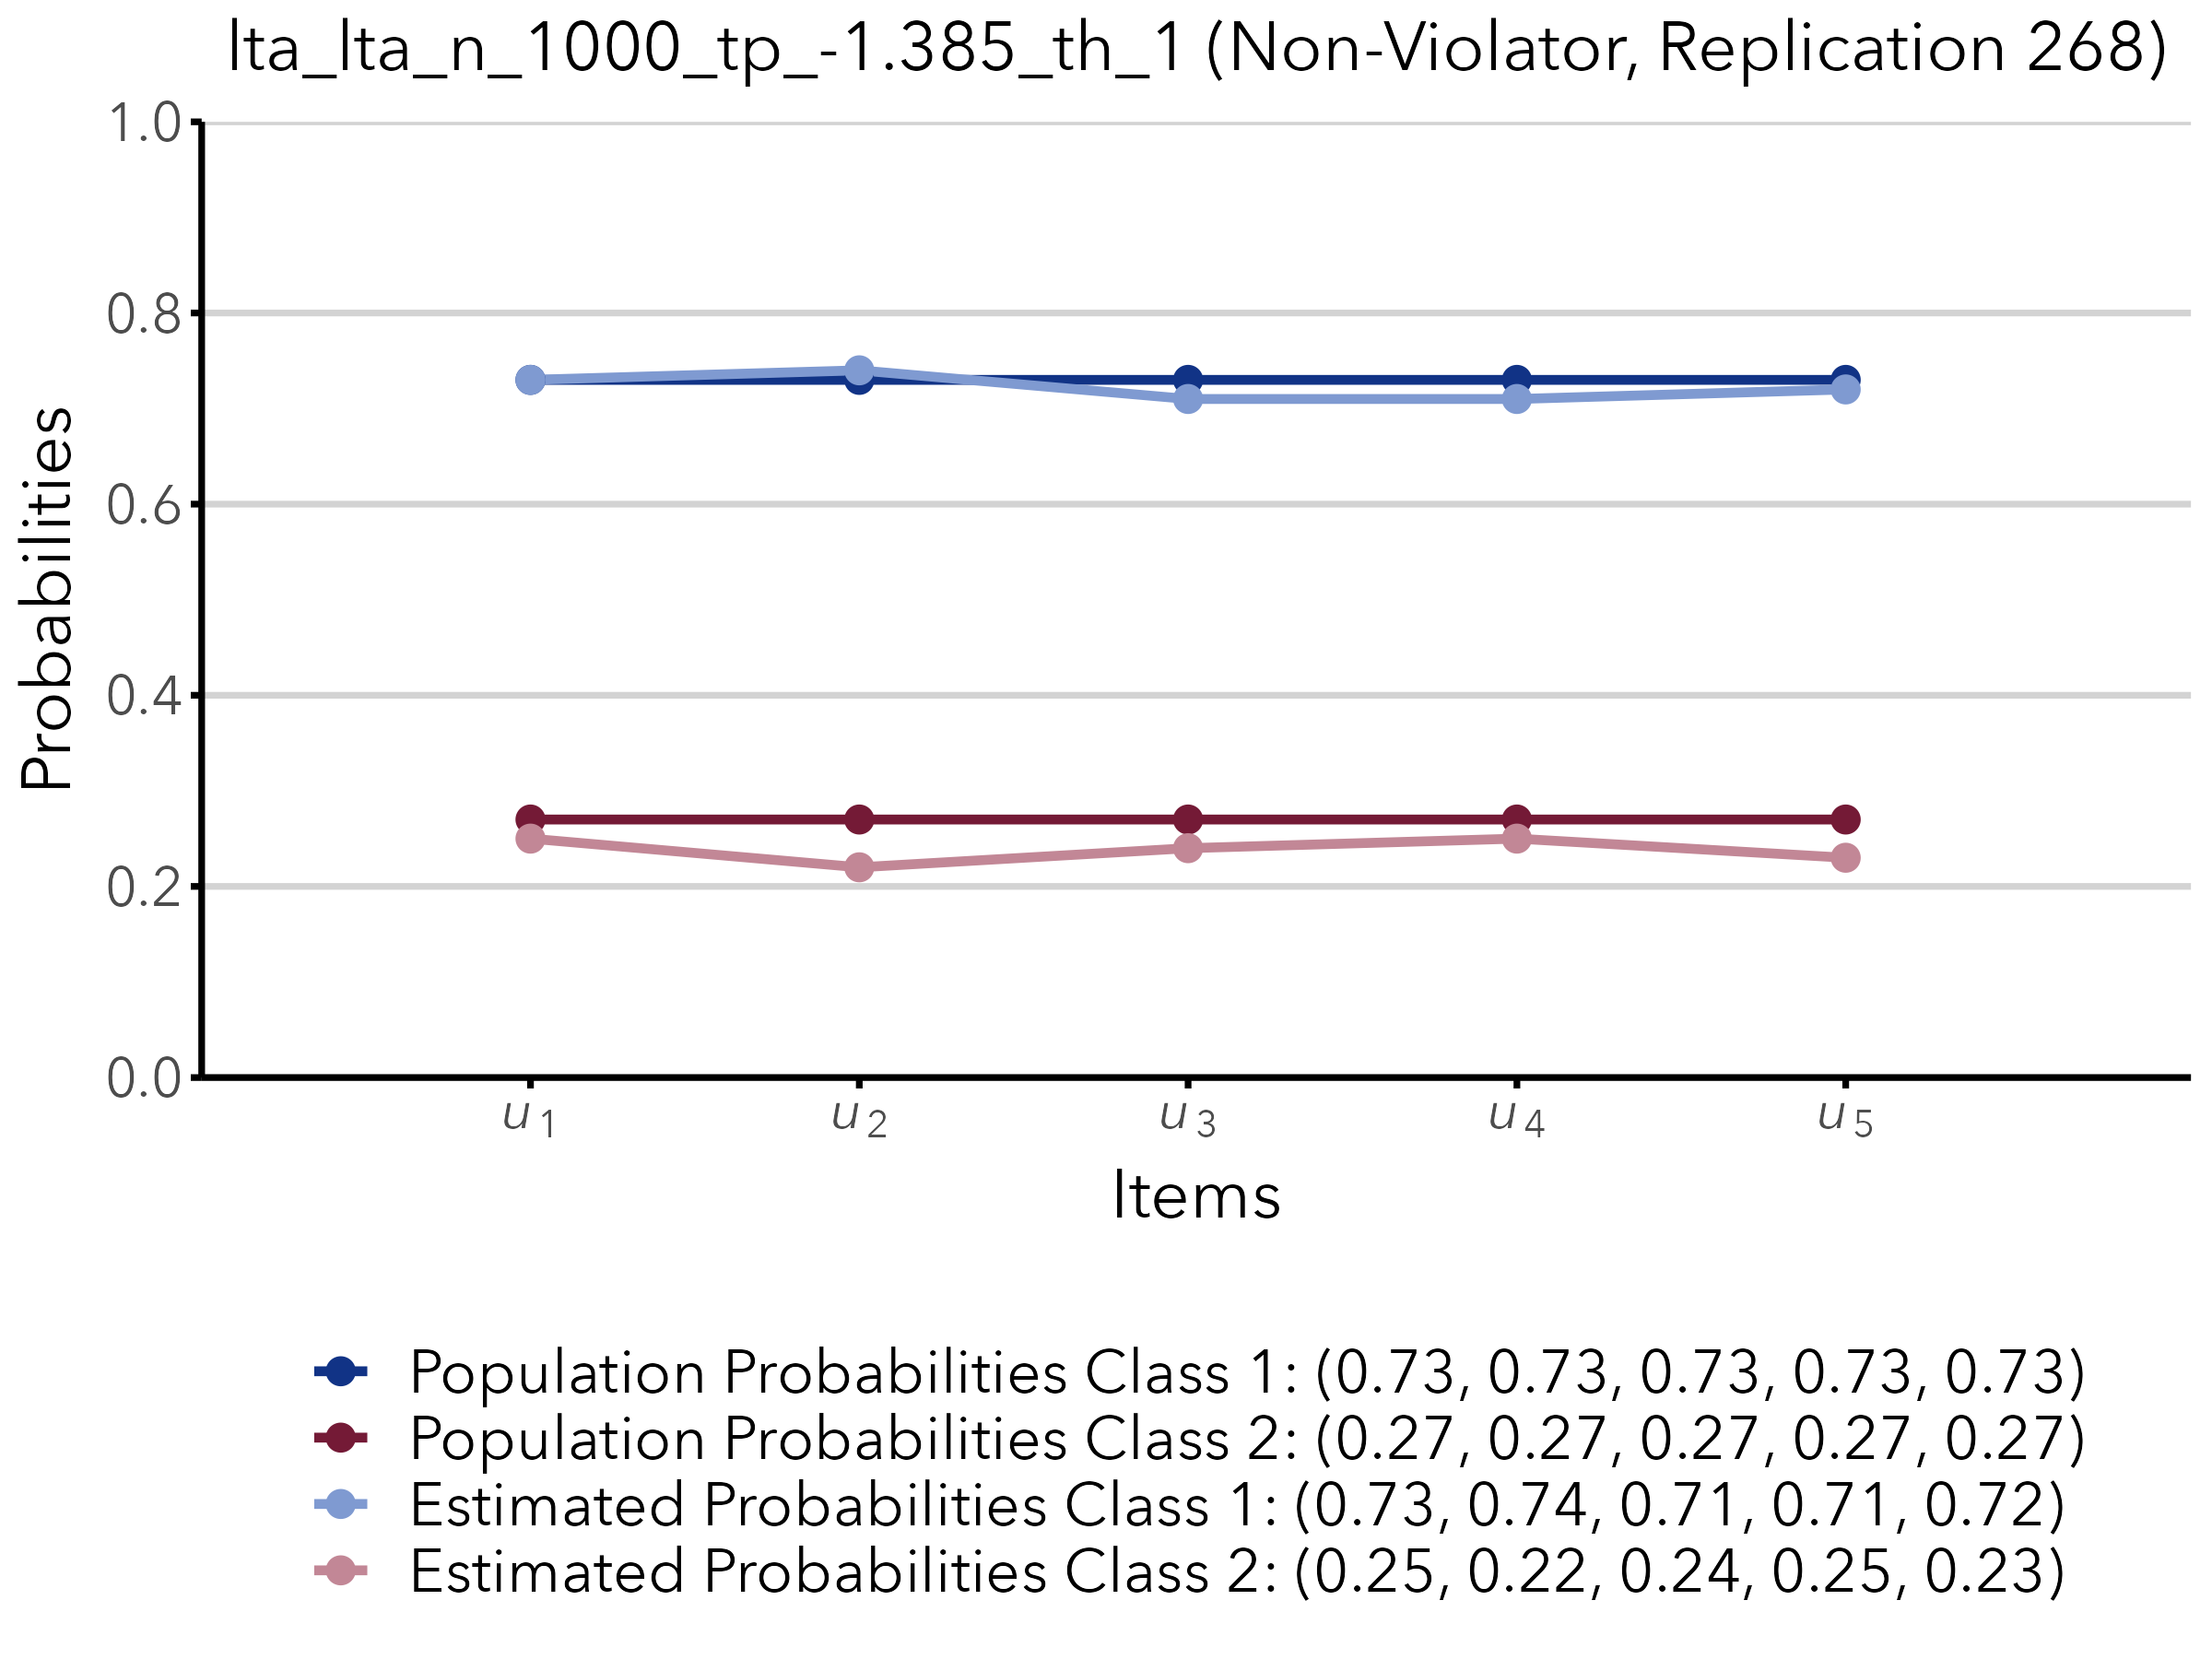 lta_lta_n_1000_tp_-1.385_th_1 (Non-Violator, Replication 268)
1.0
0.8
0.6
0.4
0.2
0.0
Probabilities
u1 u2 u3 u4 u5
Items
Population Probabilities Class 1: (0.73, 0.73, 0.73, 0.73, 0.73)
Population Probabilities Class 2: (0.27, 0.27, 0.27, 0.27, 0.27)
Estimated Probabilities Class 1: (0.73, 0.74, 0.71, 0.71, 0.72)
Estimated Probabilities Class 2: (0.25, 0.22, 0.24, 0.25, 0.23)